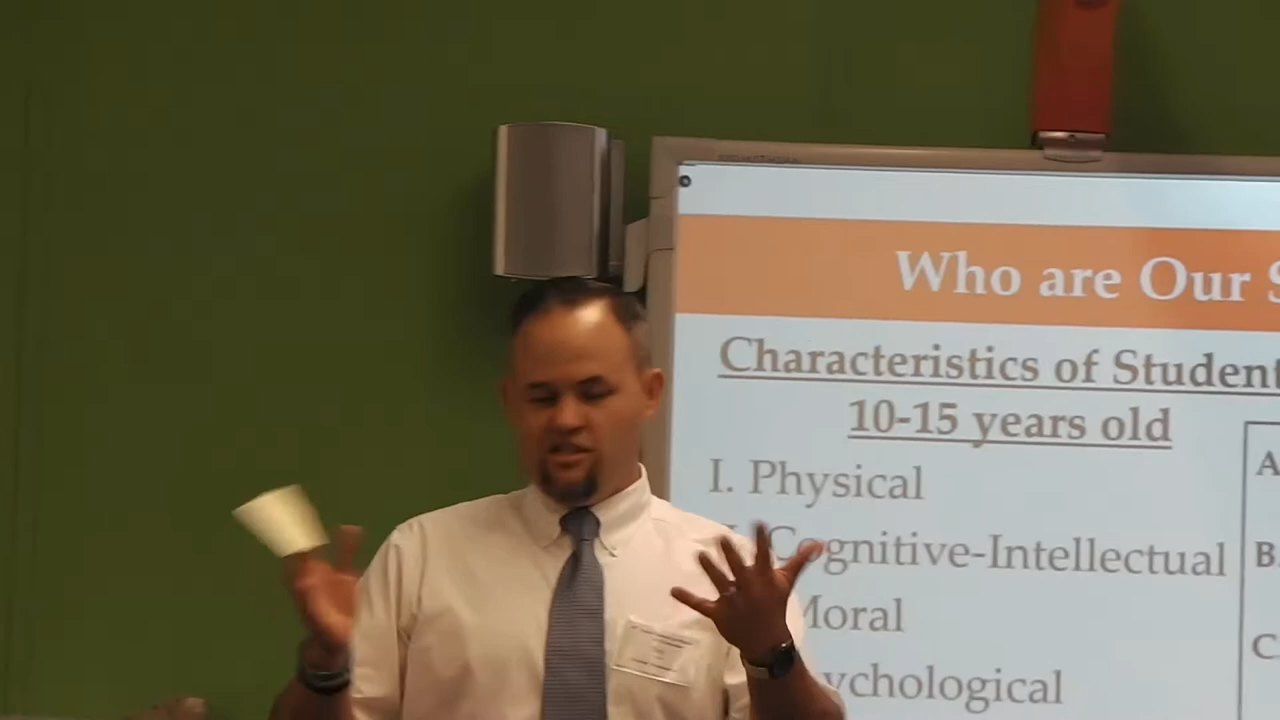 Who are Our
Characteristics of Student
10-15 years old
I. Physical
Cognitive-Intellectual
Moral
ychological
A
B.
C.